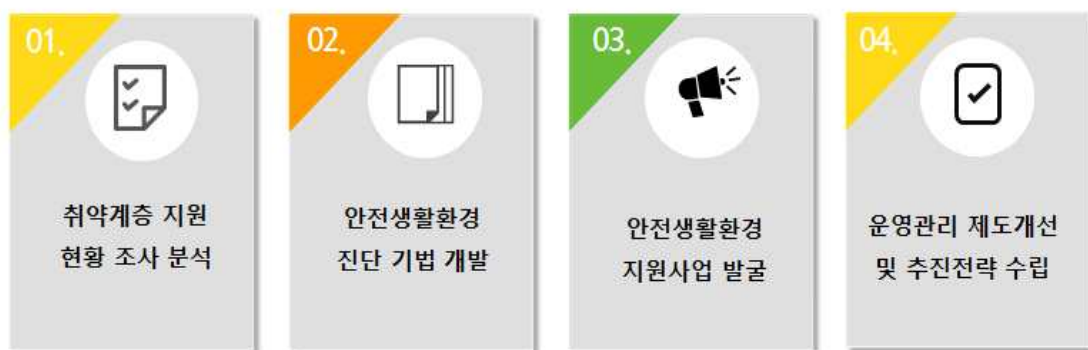 01.
취약계층 지원
현황 조사 분석
02.
안전생활환경
진단 기법 개발
03.
안전생활환경
지원사업 발굴
04.
운영관리 제도개선
및 추진전략 수립